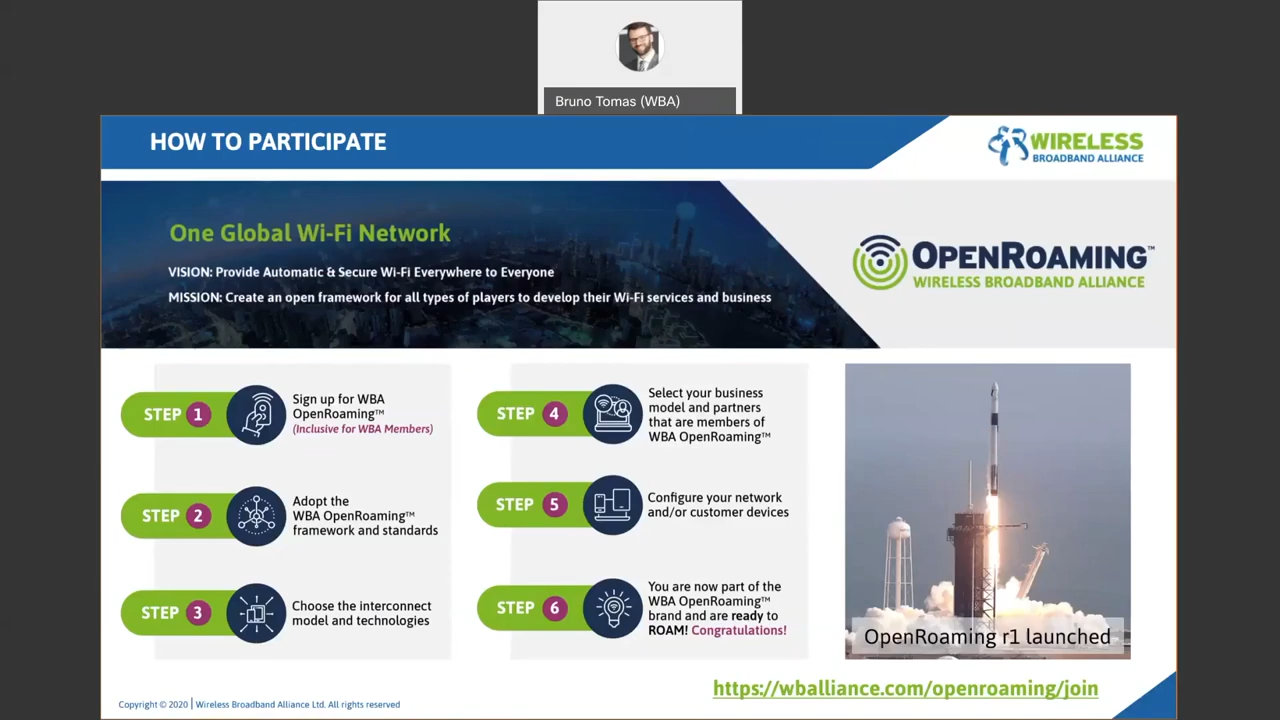 Bruno Tomas (WBA)
HOW TO PARTICIPATE
WIRELESS
BROADBAND ALLIANCE
One Global Wi-Fi Network
VISION: Provide Automatic & Secure Wi-Fi Everywhere to Everyone
MISSION: Create an open framework for all types of players to develop their Wi-Fi services and business
OPENROAMING™
WIRELESS BROADBAND ALLIANCE
STEP 1
Sign up for WBA
OpenRoaming™
(Inclusive for WBA Members)
STEP 2
Adopt the
WBA OpenRoaming™
framework and standards
STEP 3
Choose the interconnect
model and technologies
STEP 4
Select your business
model and partners
that are members of
WBA OpenRoaming™
STEP 5
Configure your network
and/or customer devices
STEP 6
You are now part of the
WBA OpenRoaming™
brand and are ready to
ROAM! Congratulations!
OpenRoaming r1 launched
https://wballiance.com/openroaming/join
Copyright © 2020 | Wireless Broadband Alliance Ltd. All rights reserved